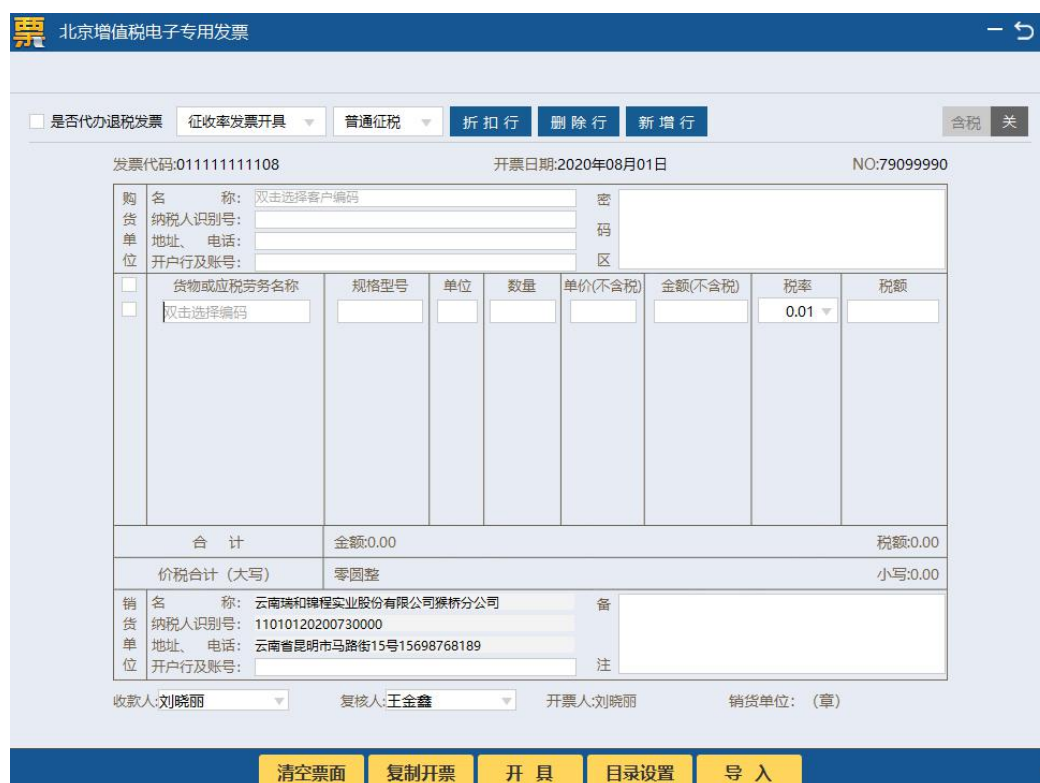 票 北京增值税电子专用发票
是否代办退税发票 征收率发票开具 普通征税 折扣行 删除行 新增行 含税 关
发票代码:011111111108 开票日期:2020年08月01日 NO:79099990
购货单位
名 称: 双击选择客户编码
纳税人识别号:
地址、 电话:
开户行及账号:
密码区
货物或应税劳务名称 规格型号 单位 数量 单价(不含税) 金额(不含税) 税率 税额
双击选择编码 0.01
合 计 金额:0.00 税额:0.00
价税合计（大写） 零圆整 小写:0.00
销货单位
名 称: 云南瑞和锦程实业股份有限公司猴桥分公司
纳税人识别号: 11010120200730000
地址、 电话: 云南省昆明市马路街15号15698768189
开户行及账号:
备注
收款人:刘晓丽 复核人:王金鑫 开票人:刘晓丽 销货单位：（章）
清空票面 复制开票 开 具 目录设置 导 入